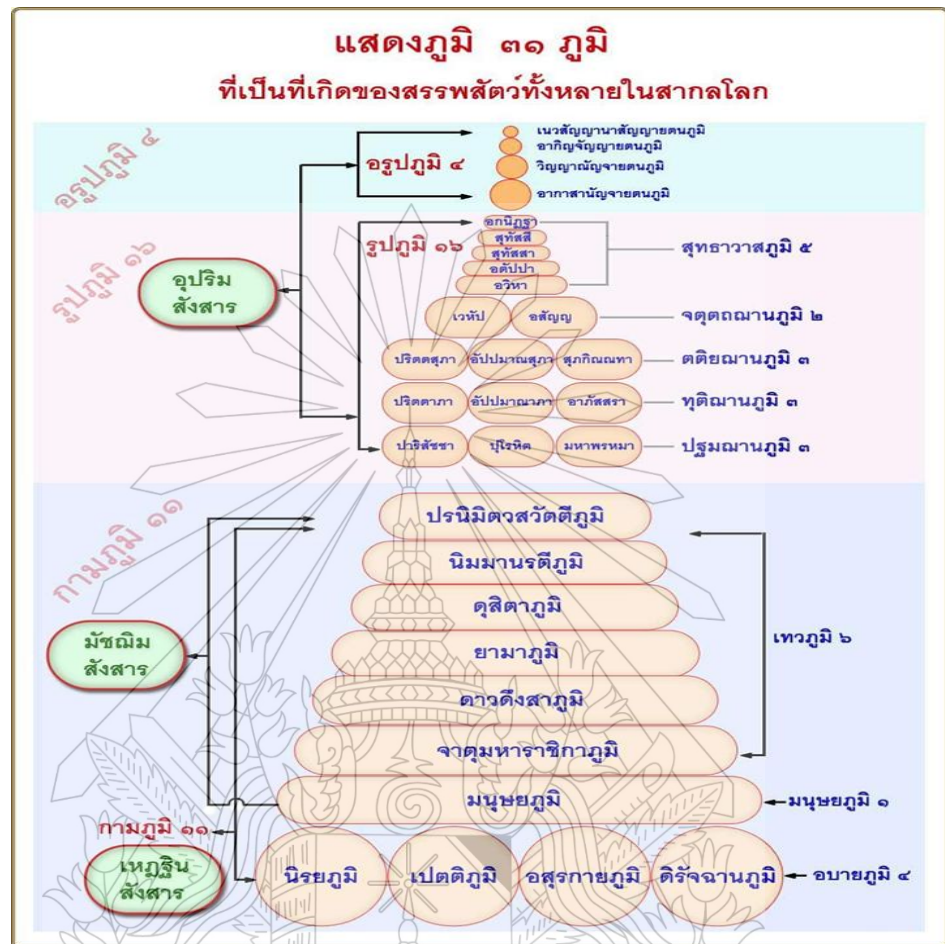 แสดงภูมิ ๓๑ ภูมิ
ที่เป็นที่เกิดของสรรพสัตว์ทั้งหลายในสากลโลก
อรูปภูมิ ๔
อรูปภูมิ ๔
เนวสัญญานาสัญญายตนภูมิ
อากิญจัญญายตนภูมิ
วิญญาณัญจายตนภูมิ
อากาสานัญจายตนภูมิ
รูปภูมิ ๑๖
อุปริม
สังสาร
รูปภูมิ ๑๖
อกนิฏฐา
สุทัสสี
สุทัสสา
อตัปปา
อวิหา
สุทธาวาสภูมิ ๕
เวหัป
อสัญญ
จตุตถฌานภูมิ ๒
ปริตตสุภา
อัปปมาณสุภา
สุภกิณณทา
ตติยฌานภูมิ ๓
ปริตตาภา
อัปปมาณาภา
อาภัสสรา
ทุติฌานภูมิ ๓
ปาริสัชชา
ปุโรหิต
มหาพรหมา
ปฐมฌานภูมิ ๓
กามภูมิ ๑๑
มัชฌิม
สังสาร
ปรนิมิตวสวัตตีภูมิ
นิมมานรตีภูมิ
ดุสิตาภูมิ
ยามาภูมิ
ดาวดึงสาภูมิ
จาตุมหาราชิกาภูมิ
เทวภูมิ ๖
มนุษยภูมิ
มนุษยภูมิ ๑
กามภูมิ ๑๑
เหฏฐิน
สังสาร
นิรยภูมิ
เปตติภูมิ
อสุรกายภูมิ
ดิรัจฉานภูมิ
อบายภูมิ ๔